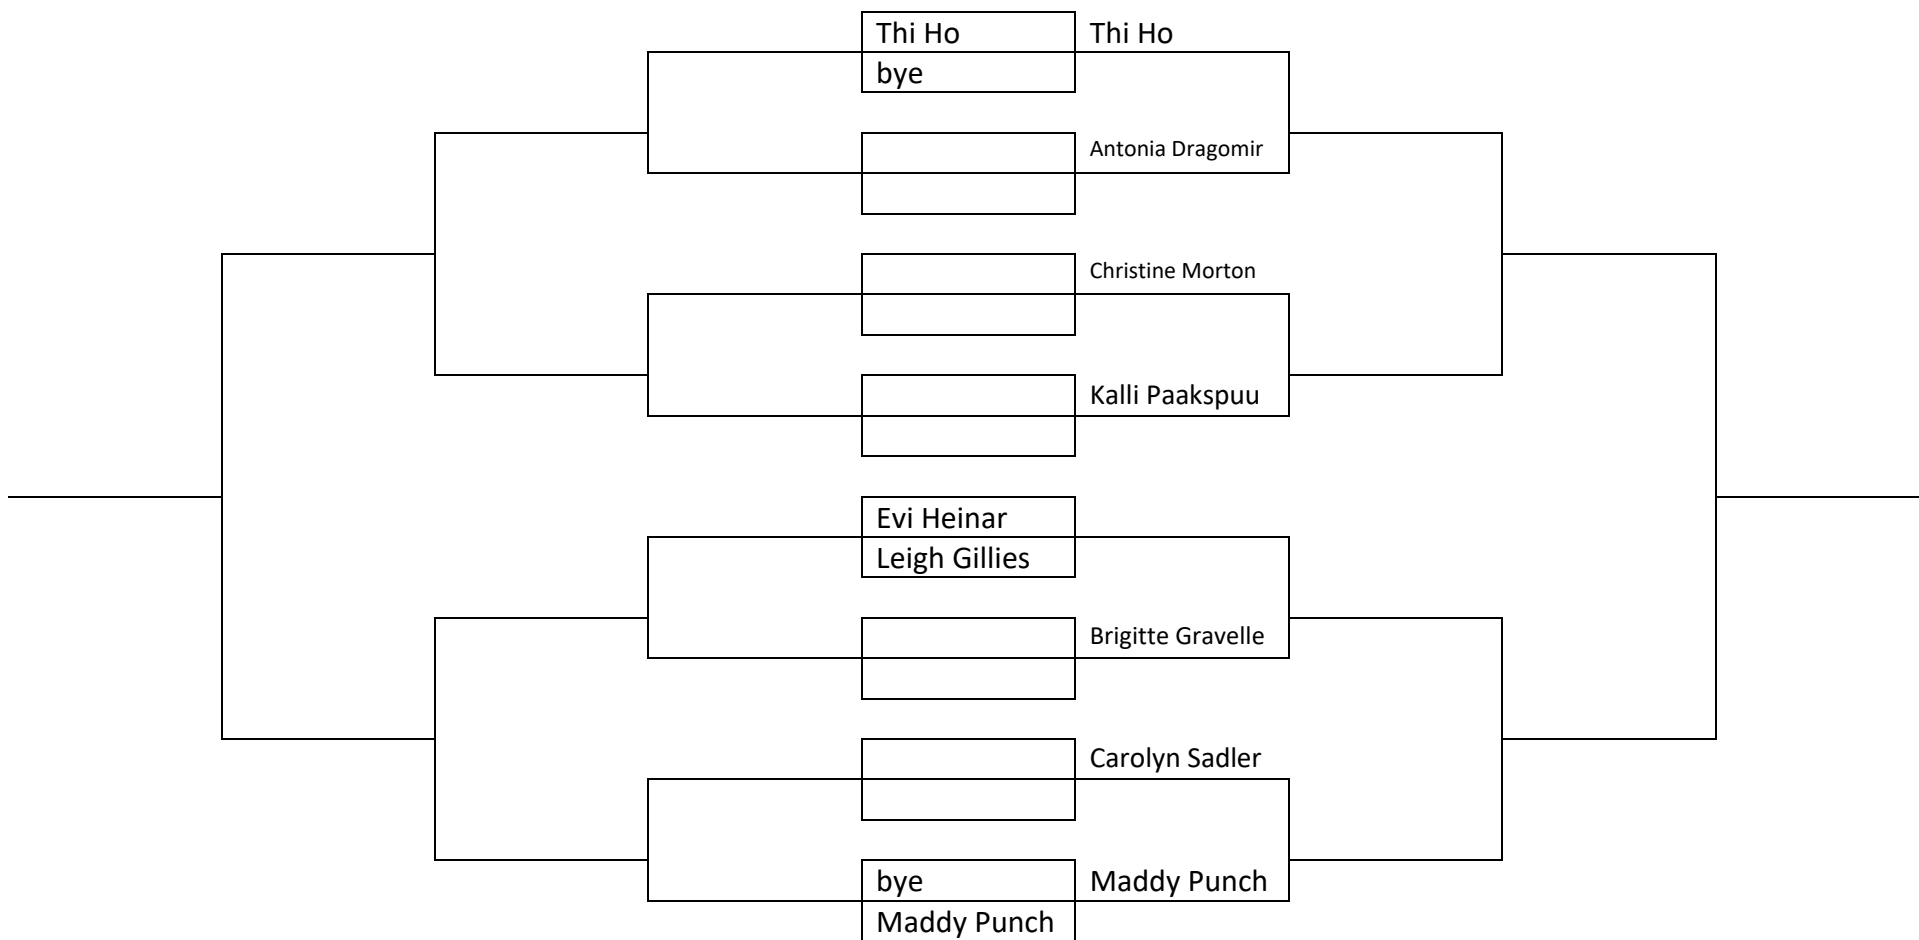 Thi Ho
Thi Ho
bye
Antonia Dragomir
Christine Morton
Kalli Paakspuu
Evi Heinar
Leigh Gillies
Brigitte Gravelle
Carolyn Sadler
bye
Maddy Punch
Maddy Punch